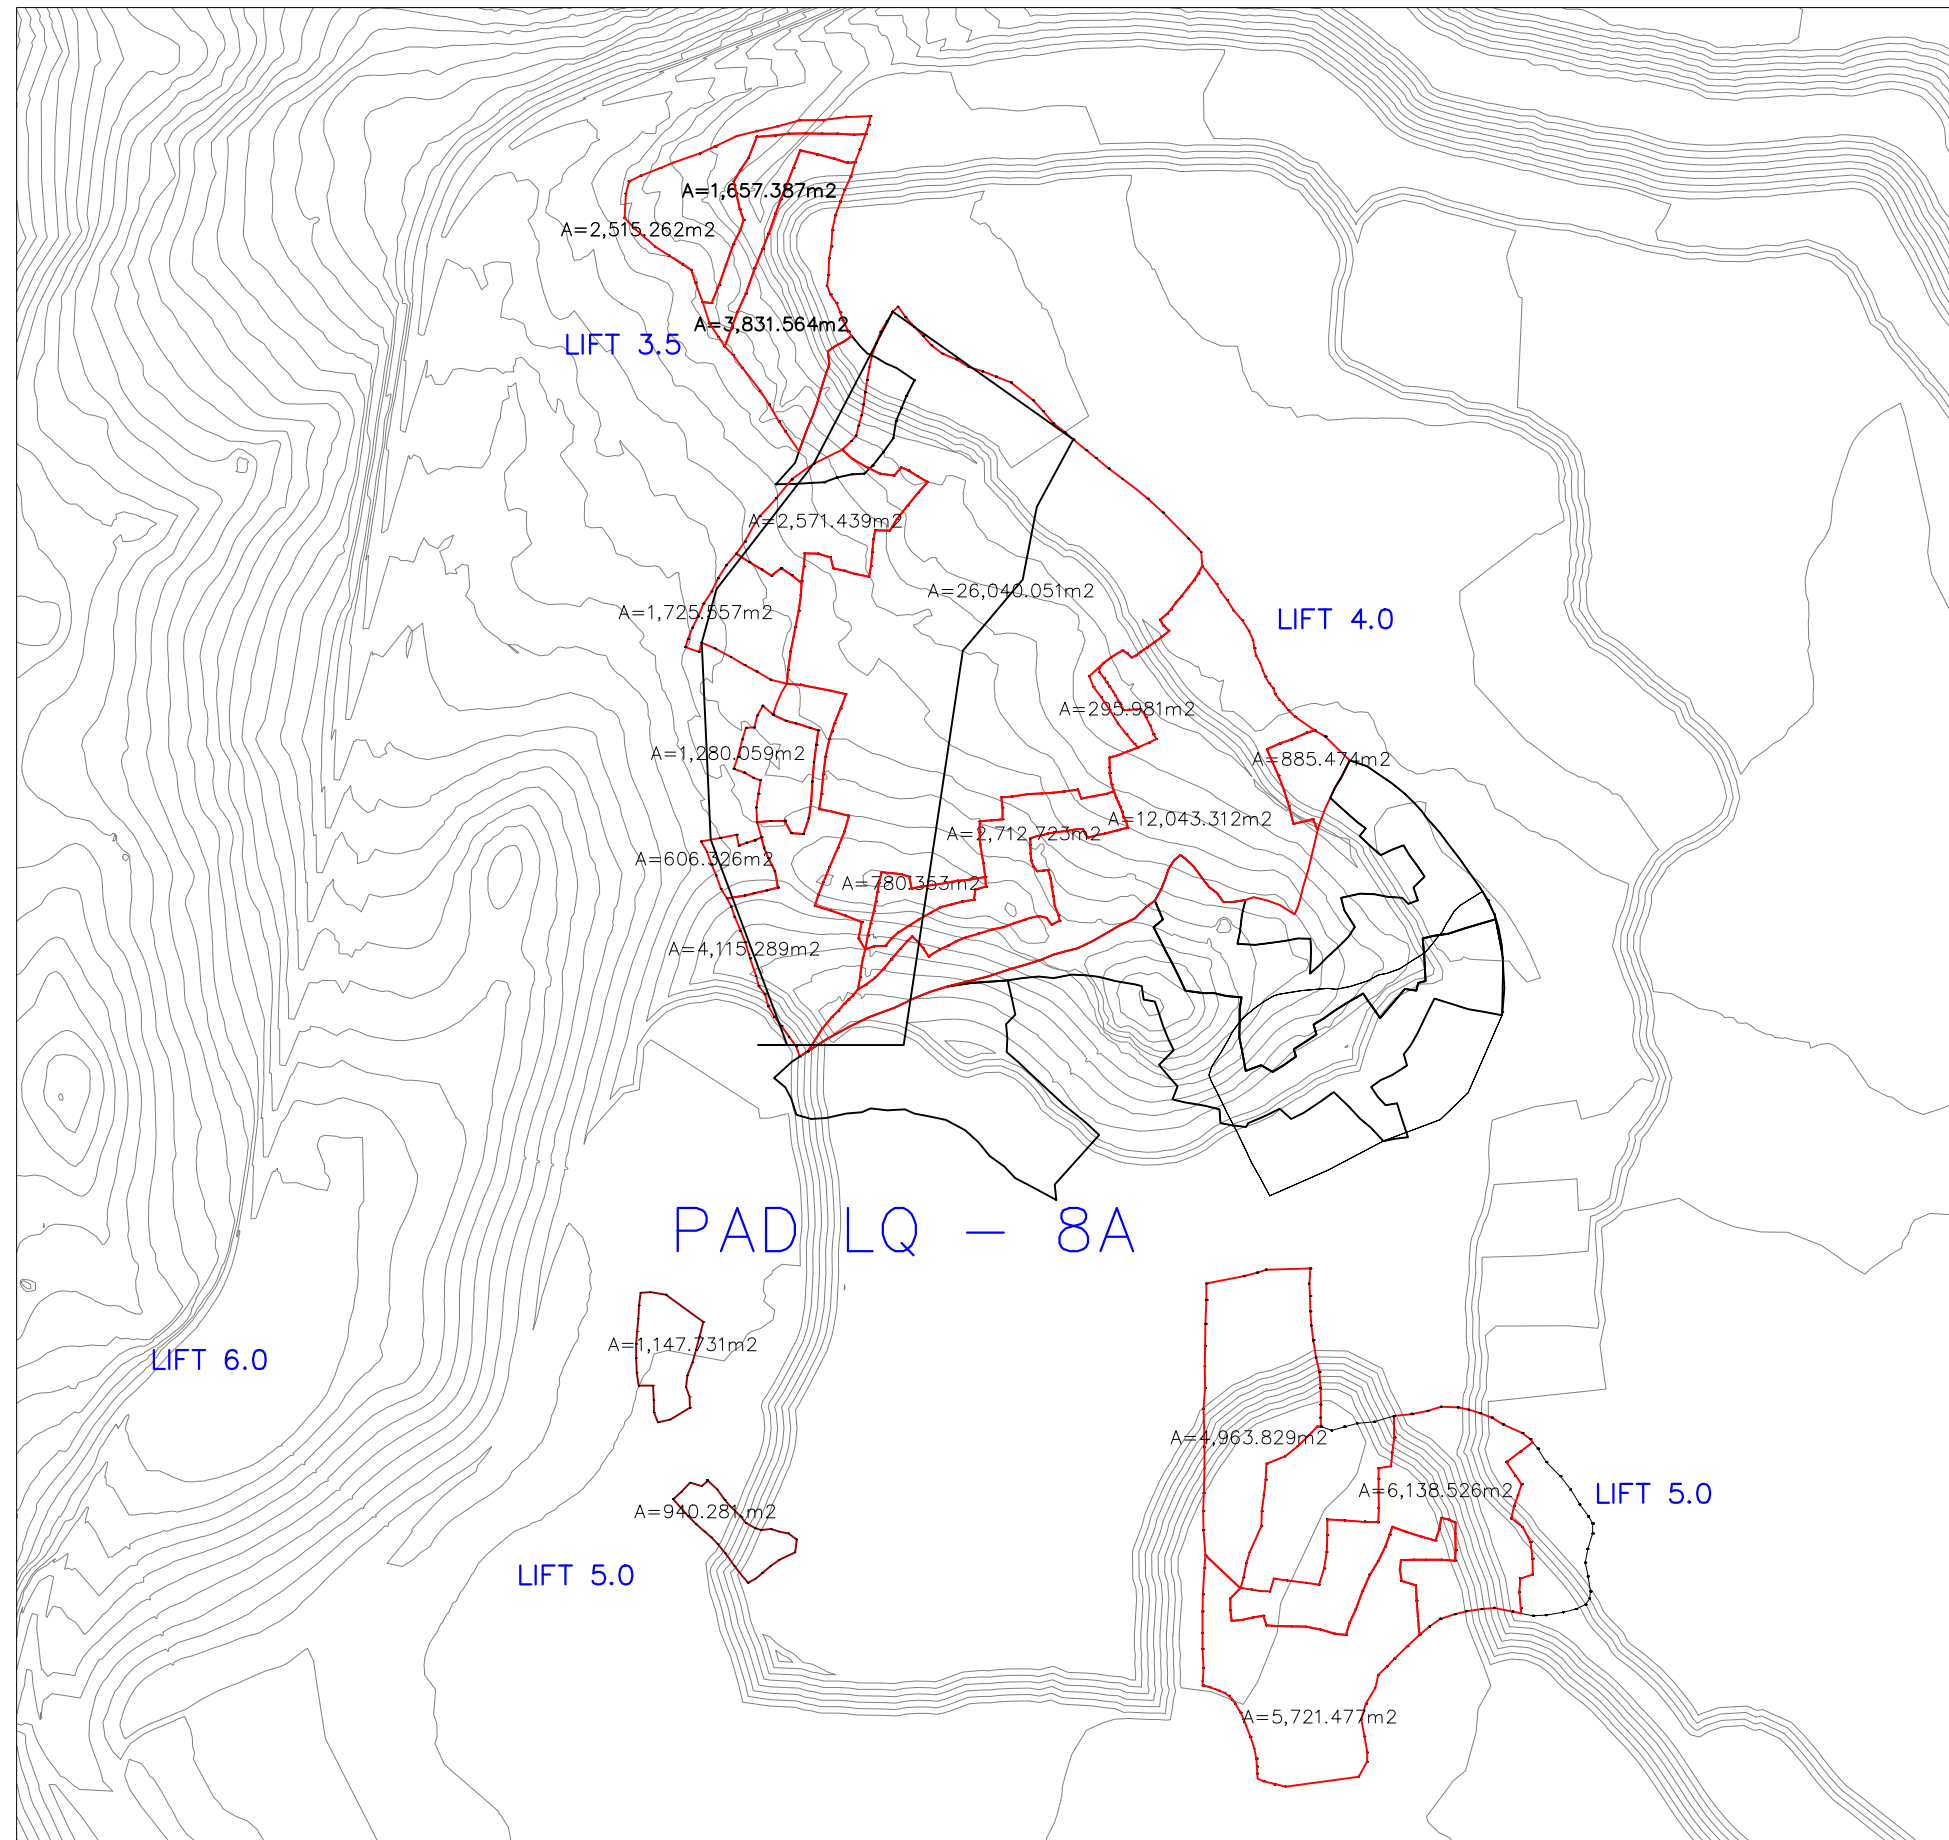 A=1,657.387m2
A=2,515.262m2
A=3,831.564m2
LIFT 3.5
A=2,571.439m2
A=26,040.051m2
A=1,725.557m2
LIFT 4.0
A=295.981m2
A=1,280.059m2
A=885.474m2
A=12,043.312m2
A=2,712.723m2
A=606.326m2
A=780.353m2
A=4,115.289m2
PAD LQ - 8A
A=1,147.731m2
LIFT 6.0
A=4,963.829m2
A=6,138.526m2
LIFT 5.0
A=940.281 m2
LIFT 5.0
A=5,721.477m2